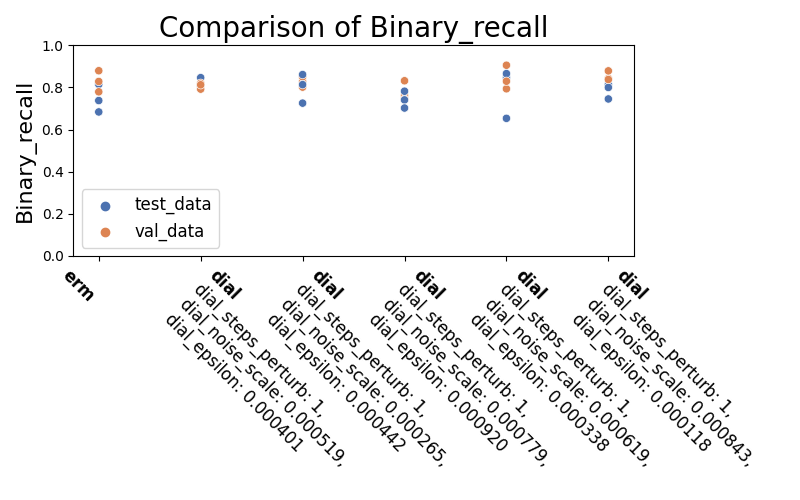 Comparison of Binary_recall
Binary_recall
1.0
0.8
0.6
0.4
0.2
0.0
test_data
val_data
erm
dial
dial_steps_perturb: 1,
dial_noise_scale: 0.000519,
dial_epsilon: 0.000401
dial
dial_steps_perturb: 1,
dial_noise_scale: 0.000265,
dial_epsilon: 0.000442
dial
dial_steps_perturb: 1,
dial_noise_scale: 0.000779,
dial_epsilon: 0.000920
dial
dial_steps_perturb: 1,
dial_noise_scale: 0.000619,
dial_epsilon: 0.000338
dial
dial_steps_perturb: 1,
dial_noise_scale: 0.000843,
dial_epsilon: 0.000118